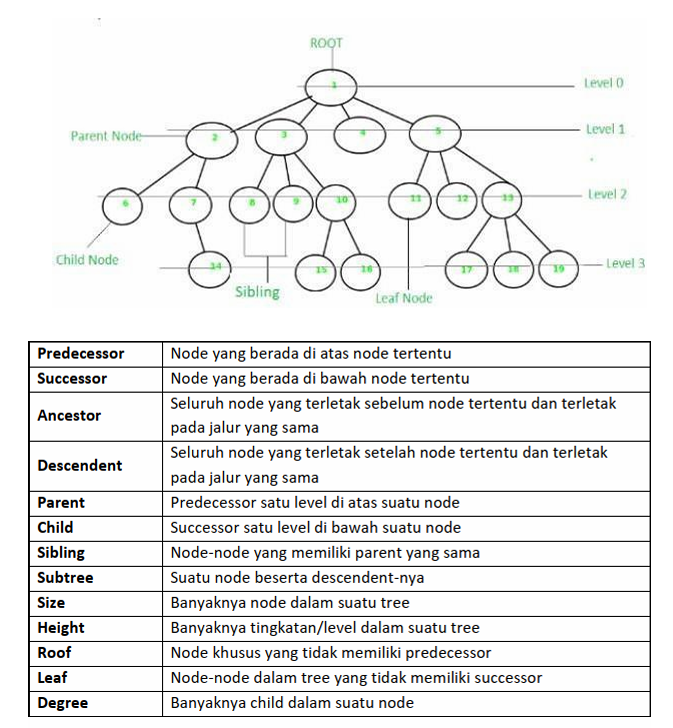 ROOT
1
Level 0
Parent Node
2
3
4
5
Level 1
6
7
8
9
10
11
12
13
Level 2
Child Node
14
Sibling
15
16
Leaf Node
17
18
19
Level 3
Predecessor Node yang berada di atas node tertentu
Successor Node yang berada di bawah node tertentu
Ancestor Seluruh node yang terletak sebelum node tertentu dan terletak
pada jalur yang sama
Descendent Seluruh node yang terletak setelah node tertentu dan terletak
pada jalur yang sama
Parent Predecessor satu level di atas suatu node
Child Successor satu level di bawah suatu node
Sibling Node-node yang memiliki parent yang sama
Subtree Suatu node beserta descendent-nya
Size Banyaknya node dalam suatu tree
Height Banyaknya tingkatan/level dalam suatu tree
Roof Node khusus yang tidak memiliki predecessor
Leaf Node-node dalam tree yang tidak memiliki successor
Degree Banyaknya child dalam suatu node